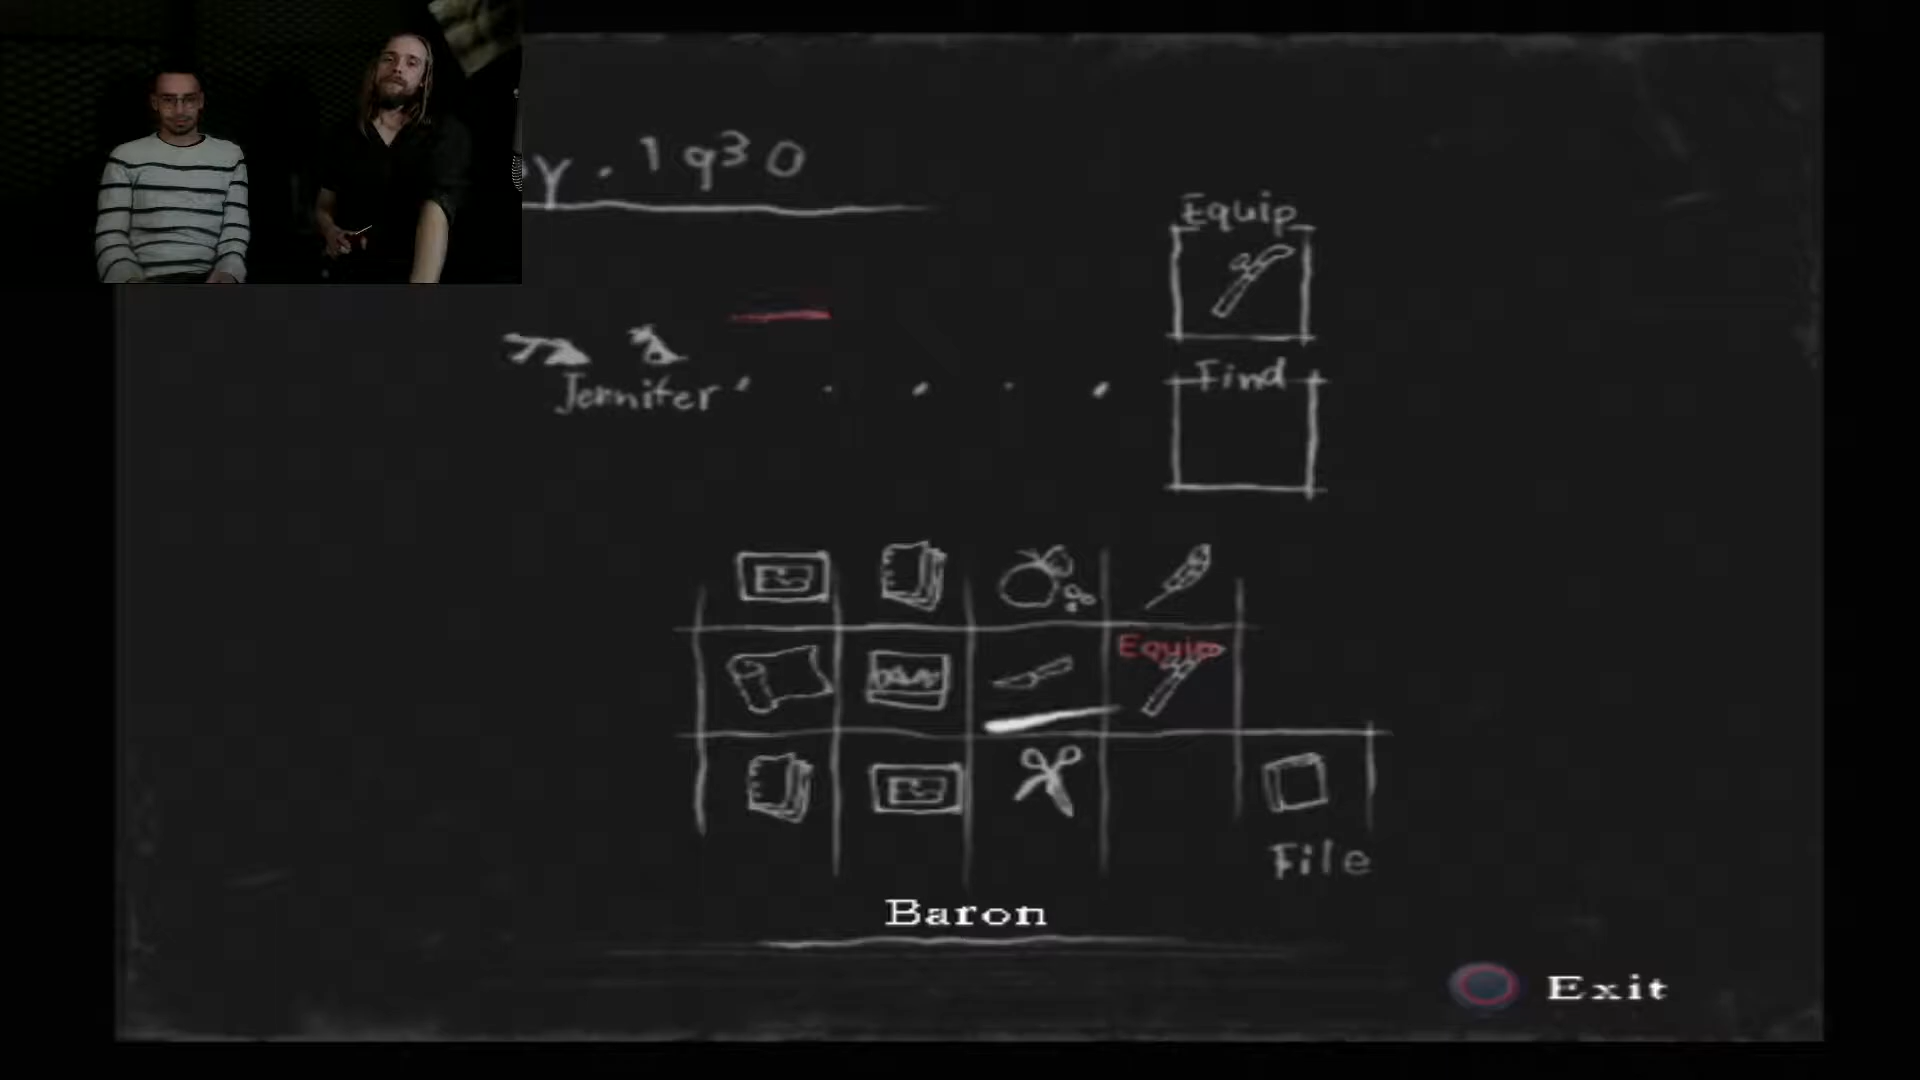 y.1930
Equip
Find
Jennifer
Equip
File
Baron
Exit